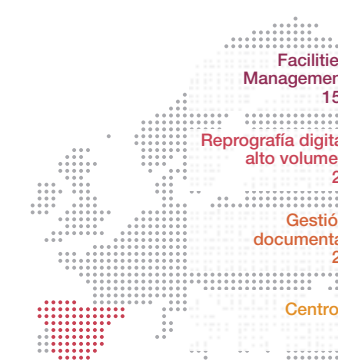 Facilitie
Managemen
15
Reprografía digita
alto volume
2
Gestió
documenta
2
Centro